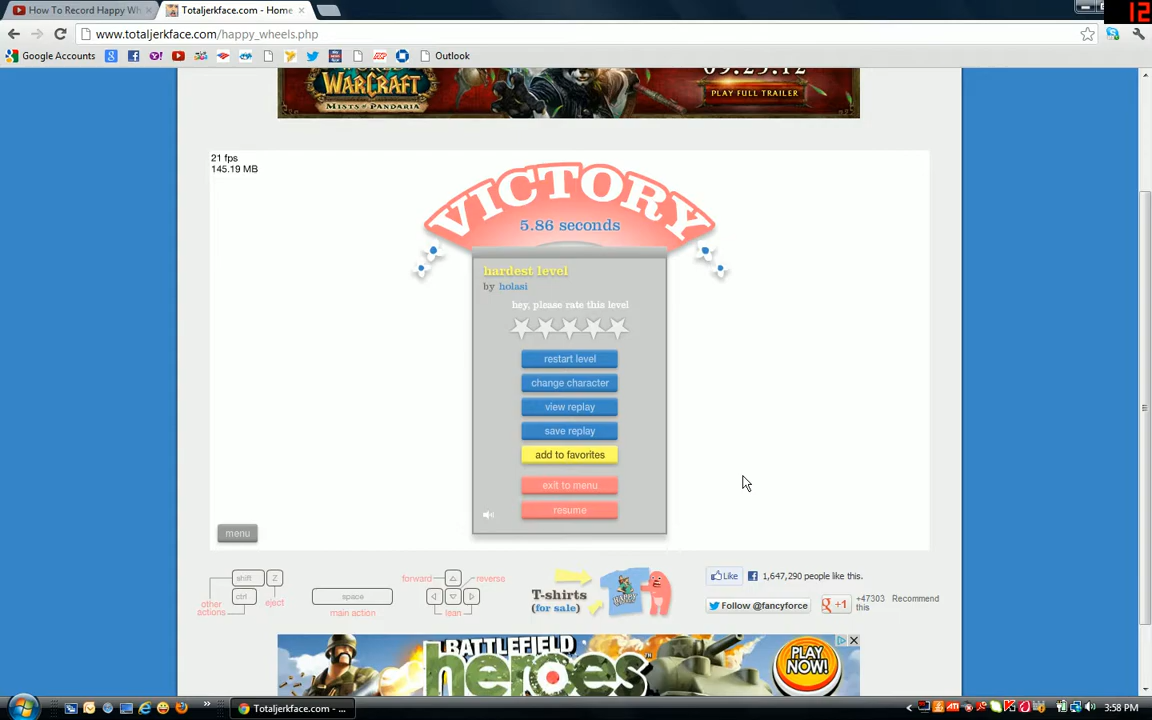 How To Record Happy Wh
Totaljerkface.com - Home
12
www.totaljerkface.com/happy_wheels.php
Google Accounts
Outlook
WARCRAFT
MISTS OF PANDARIA
09.25.12
PLAY FULL TRAILER
21 fps
145.19 MB
VICTORY
5.86 seconds
hardest level
by holasi
hey, please rate this level
restart level
change character
view replay
save replay
add to favorites
exit to menu
resume
menu
shift
Z
ctrl
other actions
eject
space
main action
forward
reverse
lean
T-shirts
(for sale)
Like
1,647,290 people like this.
Follow @fancyforce
+1
+47303 Recommend this
BATTLEFIELD
heroes
PLAY NOW!
Totaljerkface.com - ...
3:58 PM